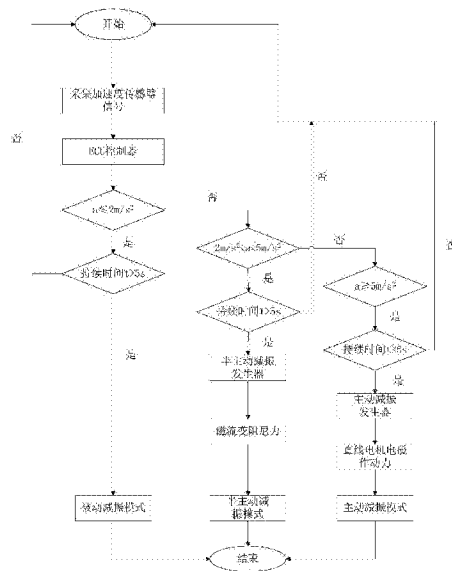 开始
采集加速度传感器
信号
否
ECU控制器
a≤2m/s²
是
持续时间t>5s
是
被动减振模式
否
2m/s²<a<5m/s²
否
是
持续时间t>5s
否
是
半主动减振
发生器
磁流变阻尼力
半主动减
振模式
a≥5m/s²
是
持续时间t>5s
否
是
主动减振
发生器
直线电机电磁
作动力
主动减振模式
结束